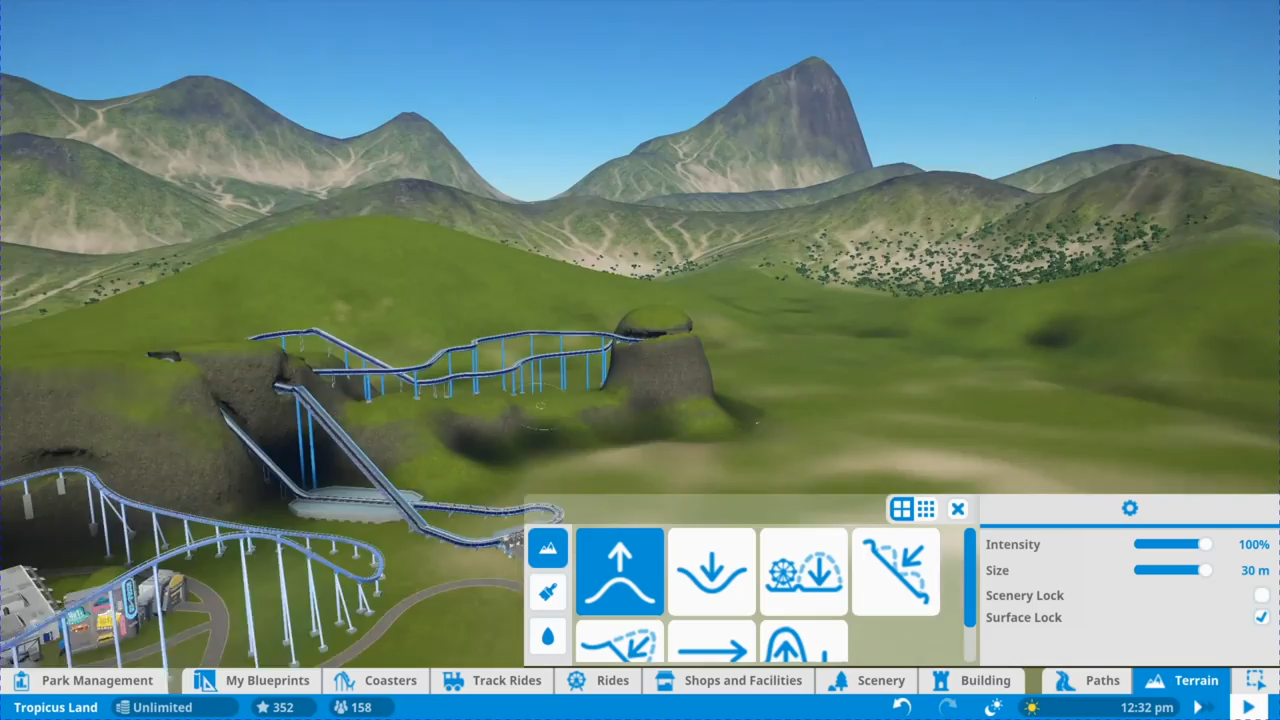 Intensity 100%
Size 30 m
Scenery Lock
Surface Lock
Park Management My Blueprints Coasters Track Rides Rides Shops and Facilities Scenery Building Paths Terrain
Tropicus Land Unlimited 352 158 12:32 pm